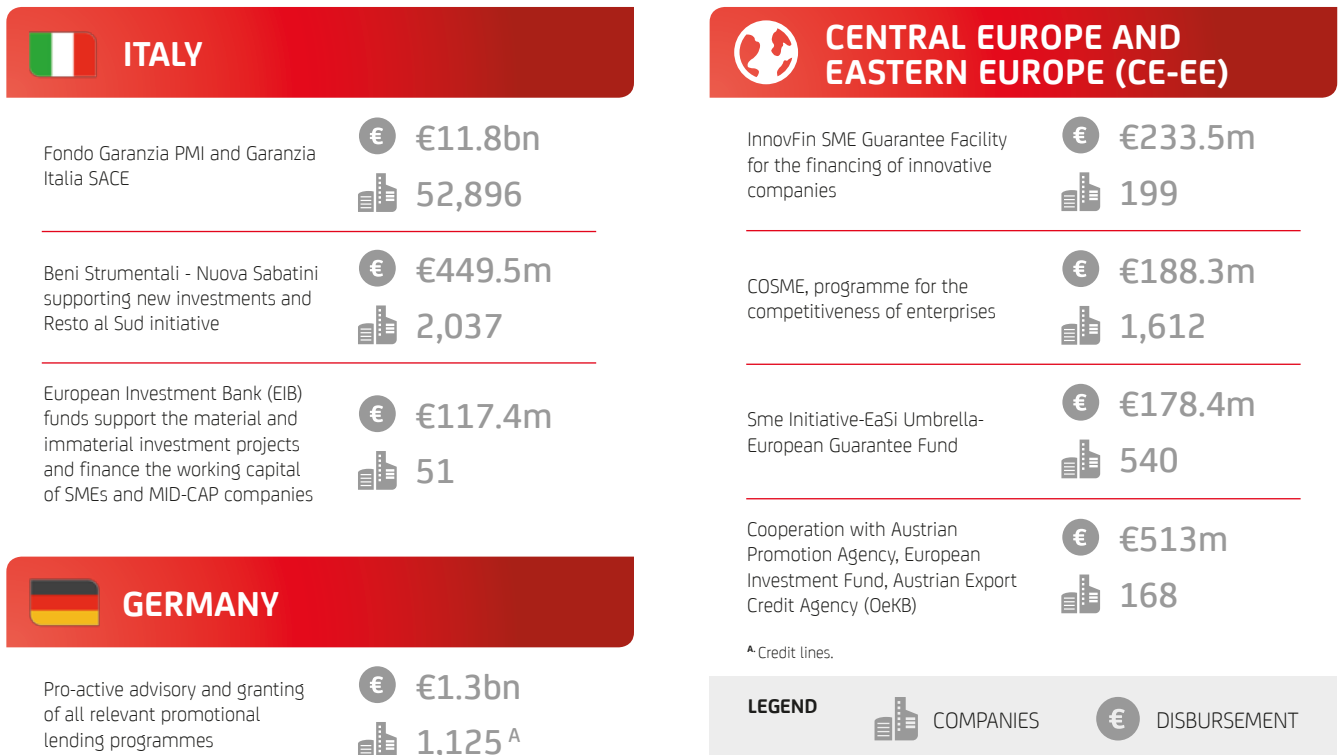 ITALY
Fondo Garanzia PMI and Garanzia
Italia SACE
€ €11.8bn
52,896
Beni Strumentali - Nuova Sabatini
supporting new investments and
Resto al Sud initiative
€ €449.5m
2,037
European Investment Bank (EIB)
funds support the material and
immaterial investment projects
and finance the working capital
of SMEs and MID-CAP companies
€ €117.4m
51
GERMANY
Pro-active advisory and granting
of all relevant promotional
lending programmes
€ €1.3bn
1,125 A
CENTRAL EUROPE AND
EASTERN EUROPE (CE-EE)
InnovFin SME Guarantee Facility
for the financing of innovative
companies
€ €233.5m
199
COSME, programme for the
competitiveness of enterprises
€ €188.3m
1,612
Sme Initiative-EaSi Umbrella-
European Guarantee Fund
€ €178.4m
540
Cooperation with Austrian
Promotion Agency, European
Investment Fund, Austrian Export
Credit Agency (OeKB)
€ €513m
168
A. Credit lines.
LEGEND
COMPANIES
€ DISBURSEMENT